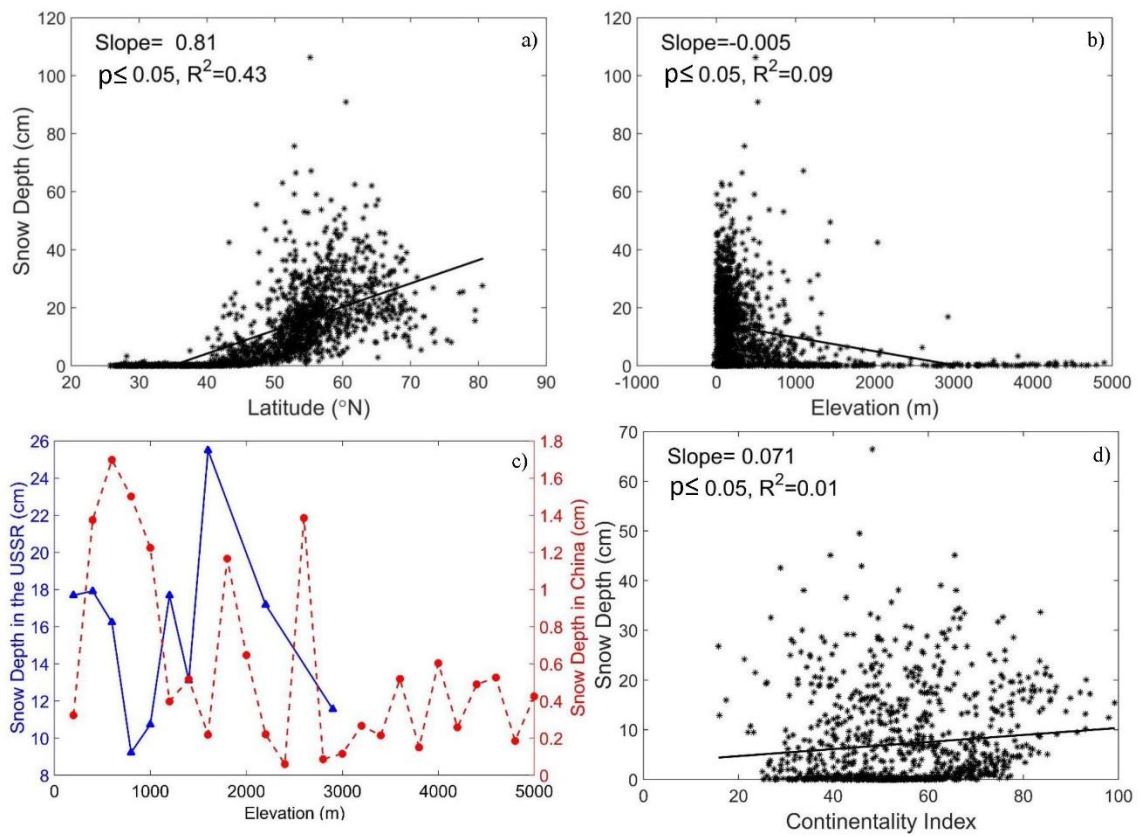 Slope= 0.81
p≤ 0.05, R²=0.43
a)
120
100
80
60
40
20
0
Snow Depth (cm)
20 30 40 50 60 70 80 90
Latitude (°N)
Slope=-0.005
p≤ 0.05, R²=0.09
b)
120
100
80
60
40
20
0
-1000 0 1000 2000 3000 4000 5000
Elevation (m)
c)
26
24
22
20
18
16
14
12
10
8
Snow Depth in the USSR (cm)
1.8
1.6
1.4
1.2
1
0.8
0.6
0.4
0.2
0
Snow Depth in China (cm)
0 1000 2000 3000 4000 5000
Elevation (m)
Slope= 0.071
p≤ 0.05, R²=0.01
d)
70
60
50
40
30
20
10
0
Snow Depth (cm)
0 20 40 60 80 100
Continentality Index